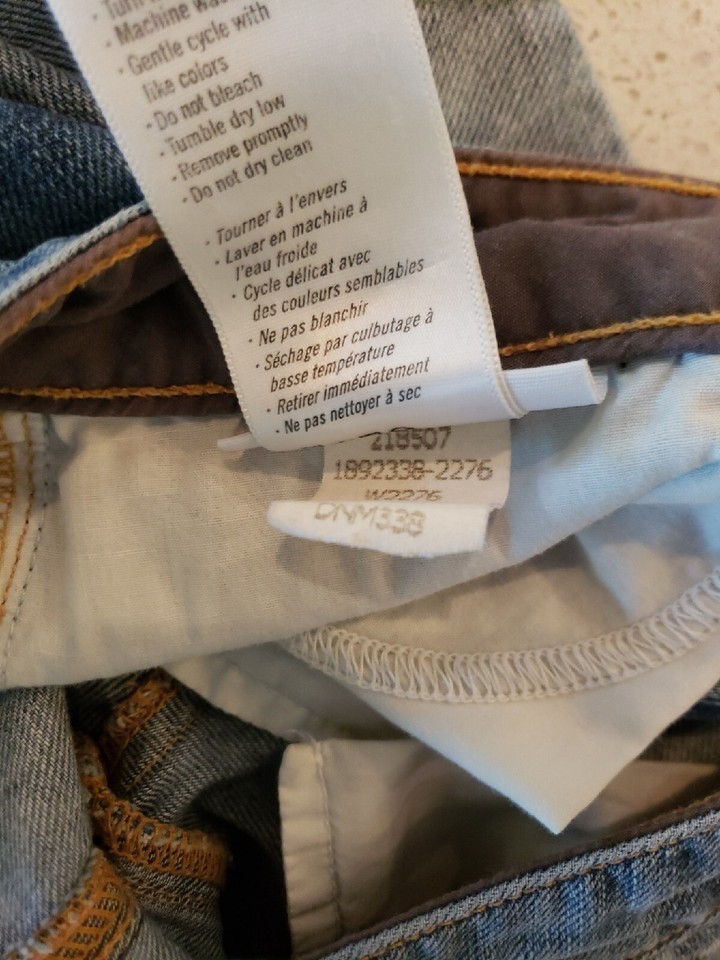 · Turn
· Machine was
· Gentle cycle with
like colors
· Do not bleach
· Tumble dry low
· Remove promptly
· Do not dry clean
· Tourner à l'envers
· Laver en machine à
l'eau froide
· Cycle délicat avec
des couleurs semblables
· Ne pas blanchir
· Séchage par culbutage à
basse température
· Retirer immédiatement
· Ne pas nettoyer à sec
218507
1892338-2276
W2276
DNM338